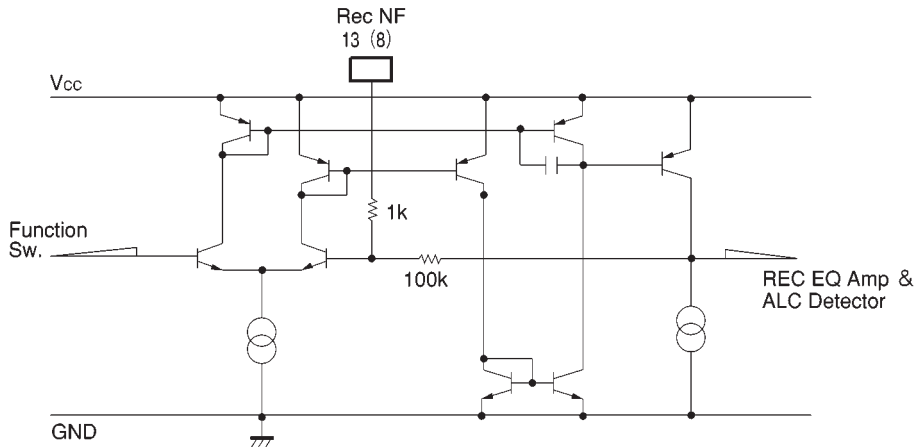 Rec NF
13 (8)
Vcc
1k
Function
Sw.
100k
REC EQ Amp &
ALC Detector
GND